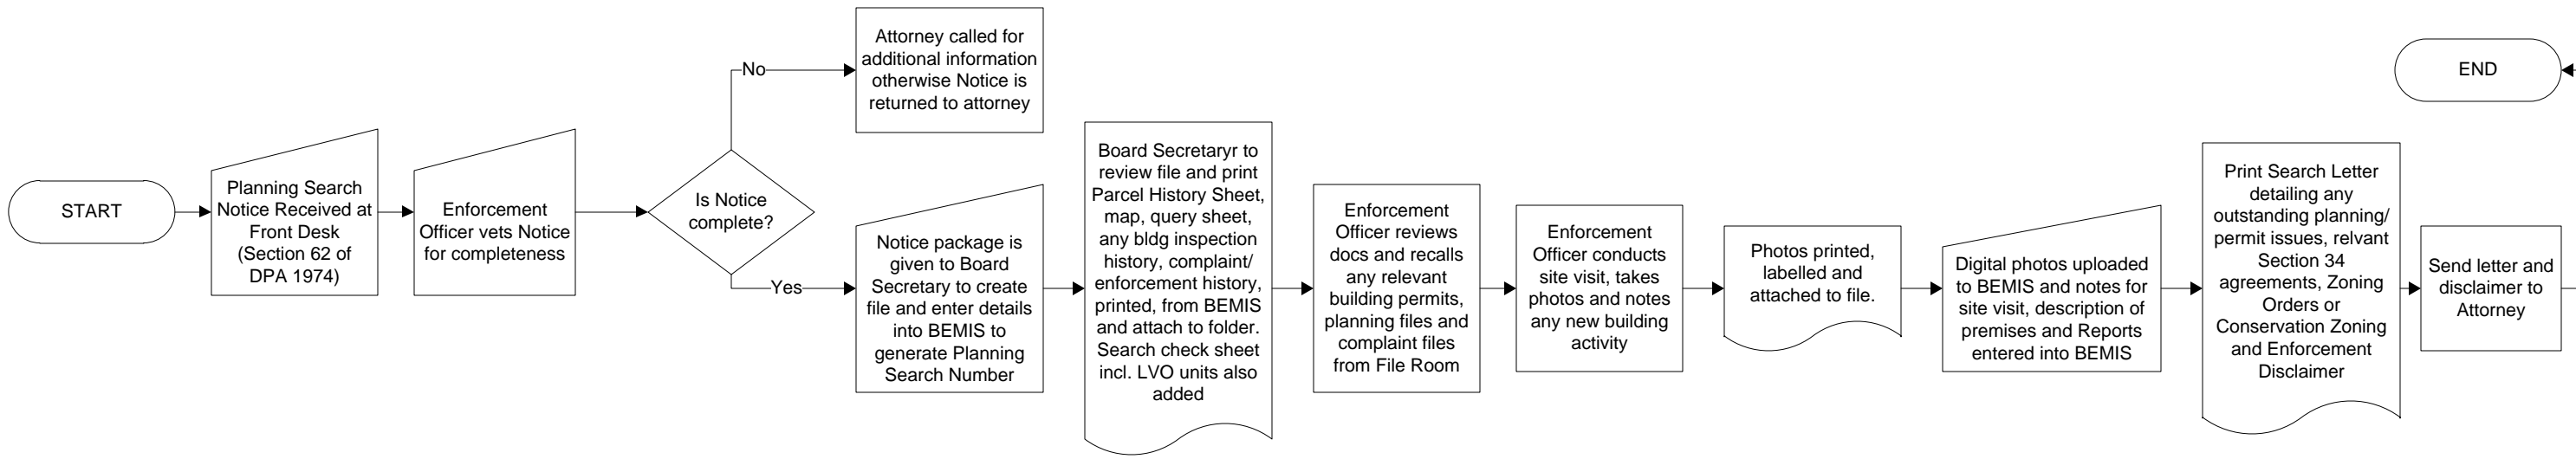 START
Planning Search
Notice Received at
Front Desk
(Section 62 of
DPA 1974)
Enforcement
Officer vets Notice
for completeness
Is Notice
complete?
No
Attorney called for
additional information
otherwise Notice is
returned to attorney
Yes
Notice package is
given to Board
Secretary to create
file and enter details
into BEMIS to
generate Planning
Search Number
Board Secretaryr to
review file and print
Parcel History Sheet,
map, query sheet,
any bldg inspection
history, complaint/
enforcement history,
printed, from BEMIS
and attach to folder.
Search check sheet
incl. LVO units also
added
Enforcement
Officer reviews
docs and recalls
any relevant
building permits,
planning files and
complaint files
from File Room
Enforcement
Officer conducts
site visit, takes
photos and notes
any new building
activity
Photos printed,
labelled and
attached to file.
Digital photos uploaded
to BEMIS and notes for
site visit, description of
premises and Reports
entered into BEMIS
Print Search Letter
detailing any
outstanding planning/
permit issues, relvant
Section 34
agreements, Zoning
Orders or
Conservation Zoning
and Enforcement
Disclaimer
Send letter and
disclaimer to
Attorney
END